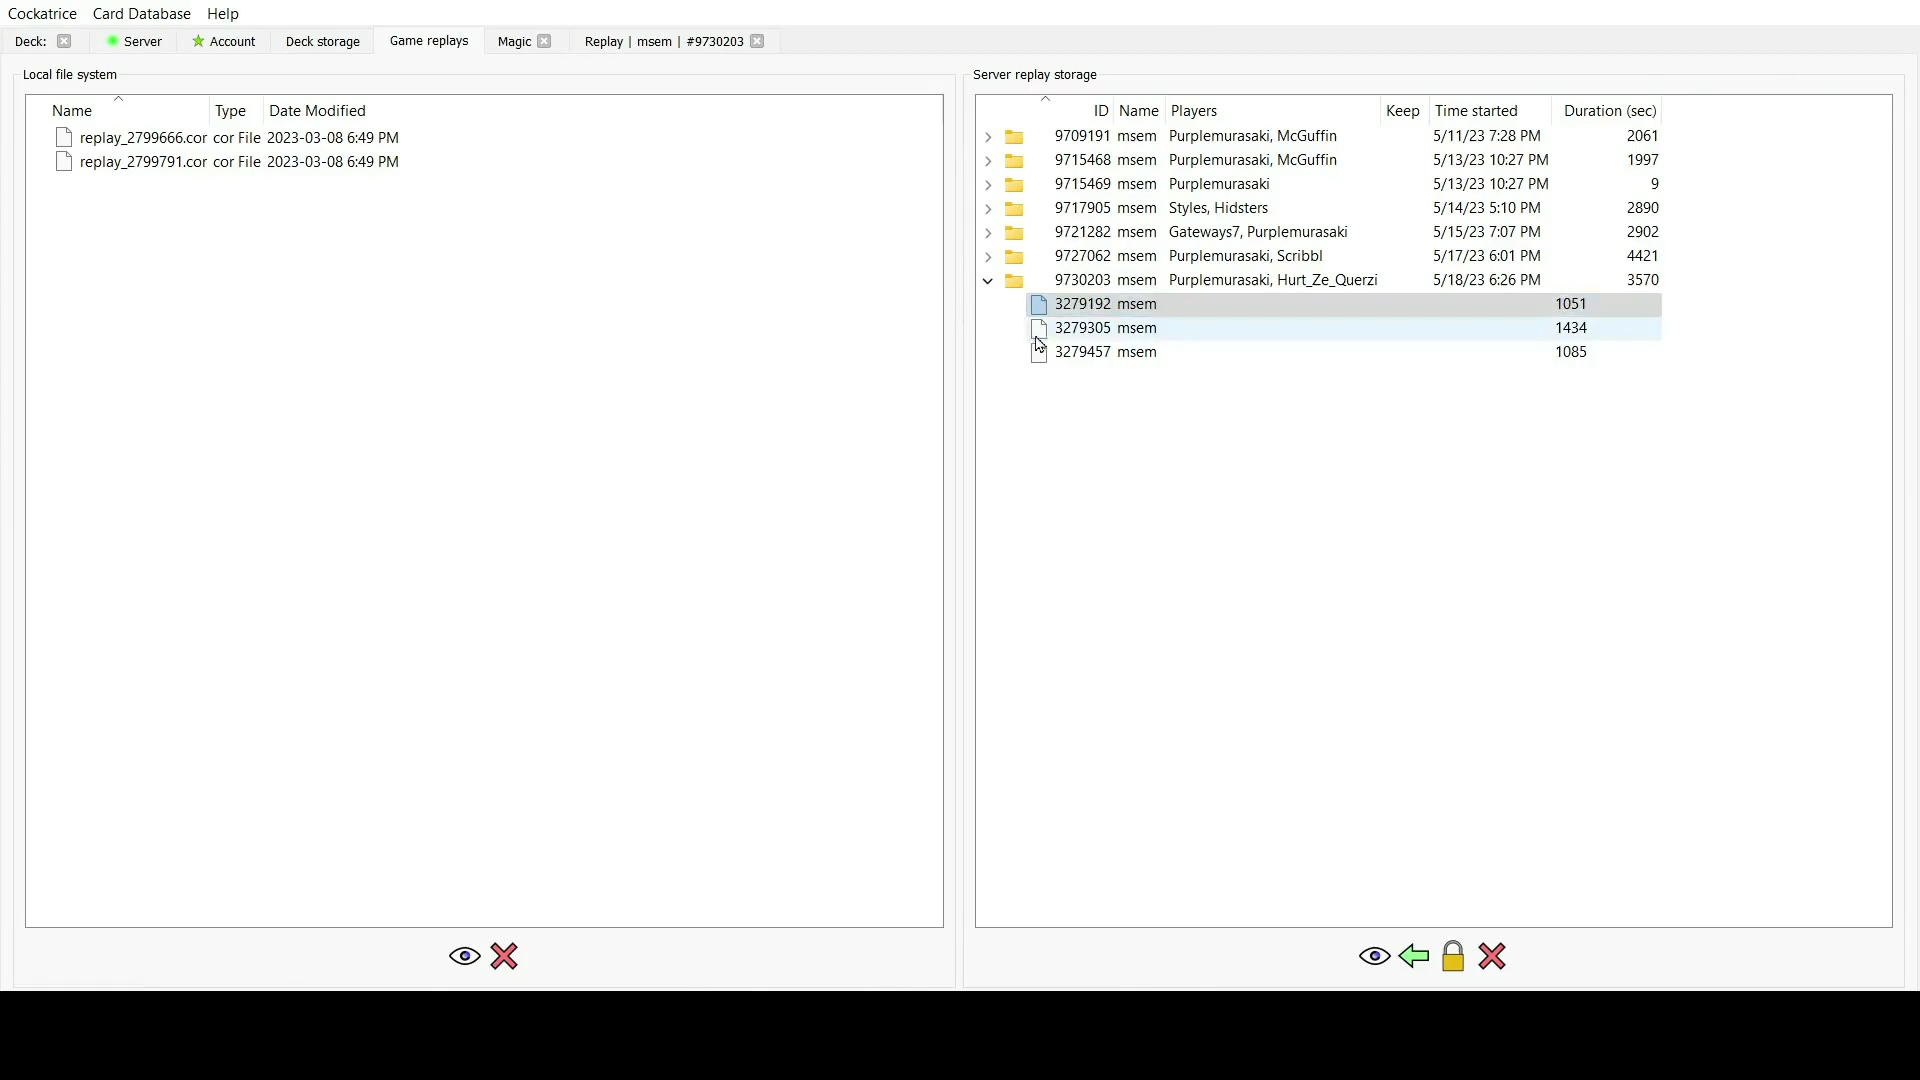 Cockatrice Card Database Help
Deck: Server Account Deck storage Game replays Magic Replay | msem | #9730203
Local file system
Name Type Date Modified
replay_2799666.cor cor File 2023-03-08 6:49 PM
replay_2799791.cor cor File 2023-03-08 6:49 PM
Server replay storage
ID Name Players Keep Time started Duration (sec)
9709191 msem Purplemurasaki, McGuffin 5/11/23 7:28 PM 2061
9715468 msem Purplemurasaki, McGuffin 5/13/23 10:27 PM 1997
9715469 msem Purplemurasaki 5/13/23 10:27 PM 9
9717905 msem Styles, Hidsters 5/14/23 5:10 PM 2890
9721282 msem Gateways7, Purplemurasaki 5/15/23 7:07 PM 2902
9727062 msem Purplemurasaki, Scribbl 5/17/23 6:01 PM 4421
9730203 msem Purplemurasaki, Hurt_Ze_Querzi 5/18/23 6:26 PM 3570
3279192 msem 1051
3279305 msem 1434
3279457 msem 1085